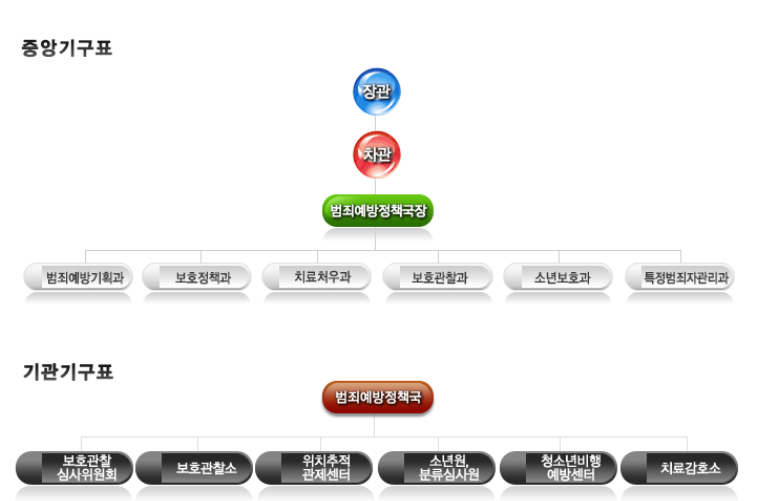 중앙기구표
장관
차관
범죄예방정책국장
범죄예방기획과 보호정책과 치료처우과 보호관찰과 소년보호과 특정범죄자관리과
기관기구표
범죄예방정책국
보호관찰
심사위원회
보호관찰소
위치추적
관제센터
소년원,
분류심사원
청소년비행
예방센터
치료감호소